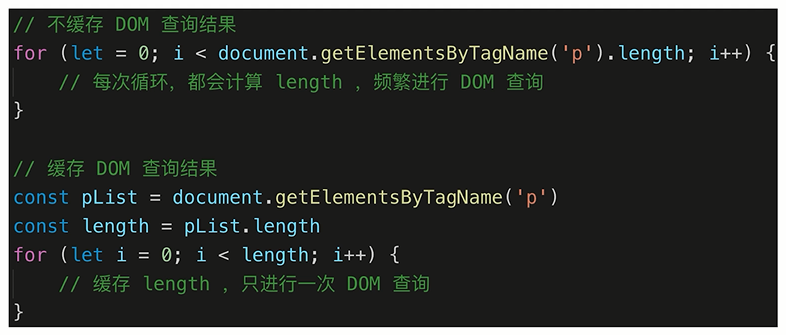 // 不缓存 DOM 查询结果
for (let = 0; i < document.getElementsByTagName('p').length; i++) {
    // 每次循环，都会计算 length ，频繁进行 DOM 查询
}

// 缓存 DOM 查询结果
const pList = document.getElementsByTagName('p')
const length = pList.length
for (let i = 0; i < length; i++) {
    // 缓存 length ，只进行一次 DOM 查询
}